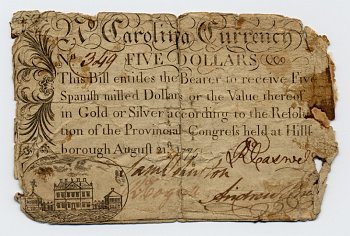 No Carolina Currency
No 349 FIVE DOLLARS
This Bill entitles the Bearer to receive Five
Spanish milled Dollars or the Value thereof
in Gold or Silver according to the Resolu
tion of the Provincial Congress held at Hills
borough August 21st
Andrew